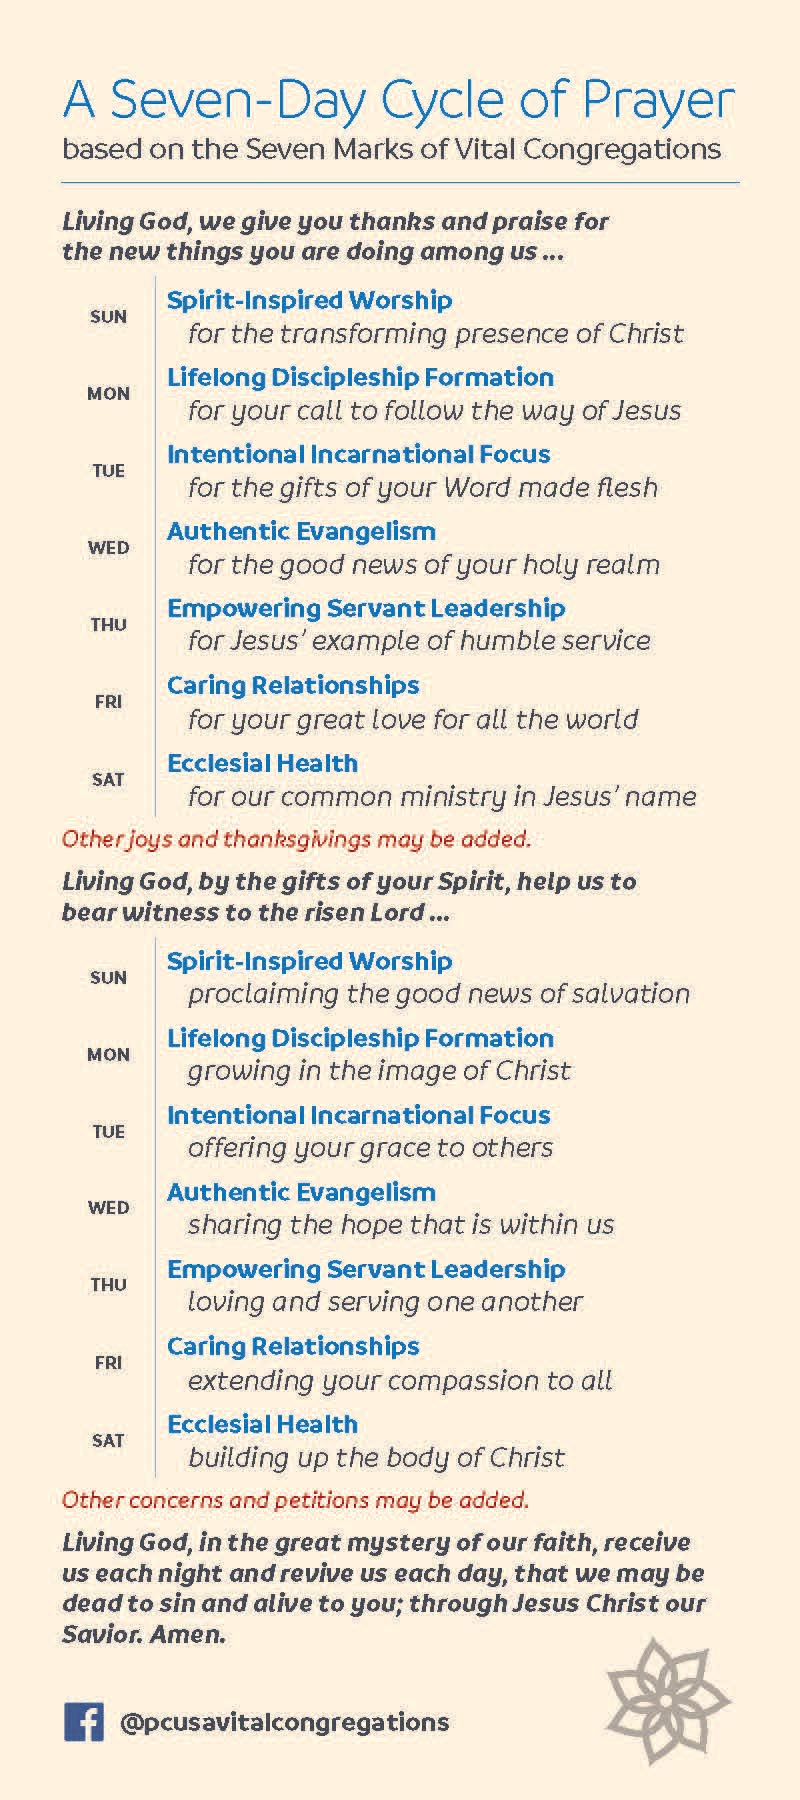 A Seven-Day Cycle of Prayer
based on the Seven Marks of Vital Congregations
Living God, we give you thanks and praise for
the new things you are doing among us ...
SUN
Spirit-Inspired Worship
for the transforming presence of Christ
MON
Lifelong Discipleship Formation
for your call to follow the way of Jesus
TUE
Intentional Incarnational Focus
for the gifts of your Word made flesh
WED
Authentic Evangelism
for the good news of your holy realm
THU
Empowering Servant Leadership
for Jesus’ example of humble service
FRI
Caring Relationships
for your great love for all the world
SAT
Ecclesial Health
for our common ministry in Jesus’ name
Other joys and thanksgivings may be added.
Living God, by the gifts of your Spirit, help us to
bear witness to the risen Lord ...
SUN
Spirit-Inspired Worship
proclaiming the good news of salvation
MON
Lifelong Discipleship Formation
growing in the image of Christ
TUE
Intentional Incarnational Focus
offering your grace to others
WED
Authentic Evangelism
sharing the hope that is within us
THU
Empowering Servant Leadership
loving and serving one another
FRI
Caring Relationships
extending your compassion to all
SAT
Ecclesial Health
building up the body of Christ
Other concerns and petitions may be added.
Living God, in the great mystery of our faith, receive
us each night and revive us each day, that we may be
dead to sin and alive to you; through Jesus Christ our
Savior. Amen.
f @pcusavitalcongregations